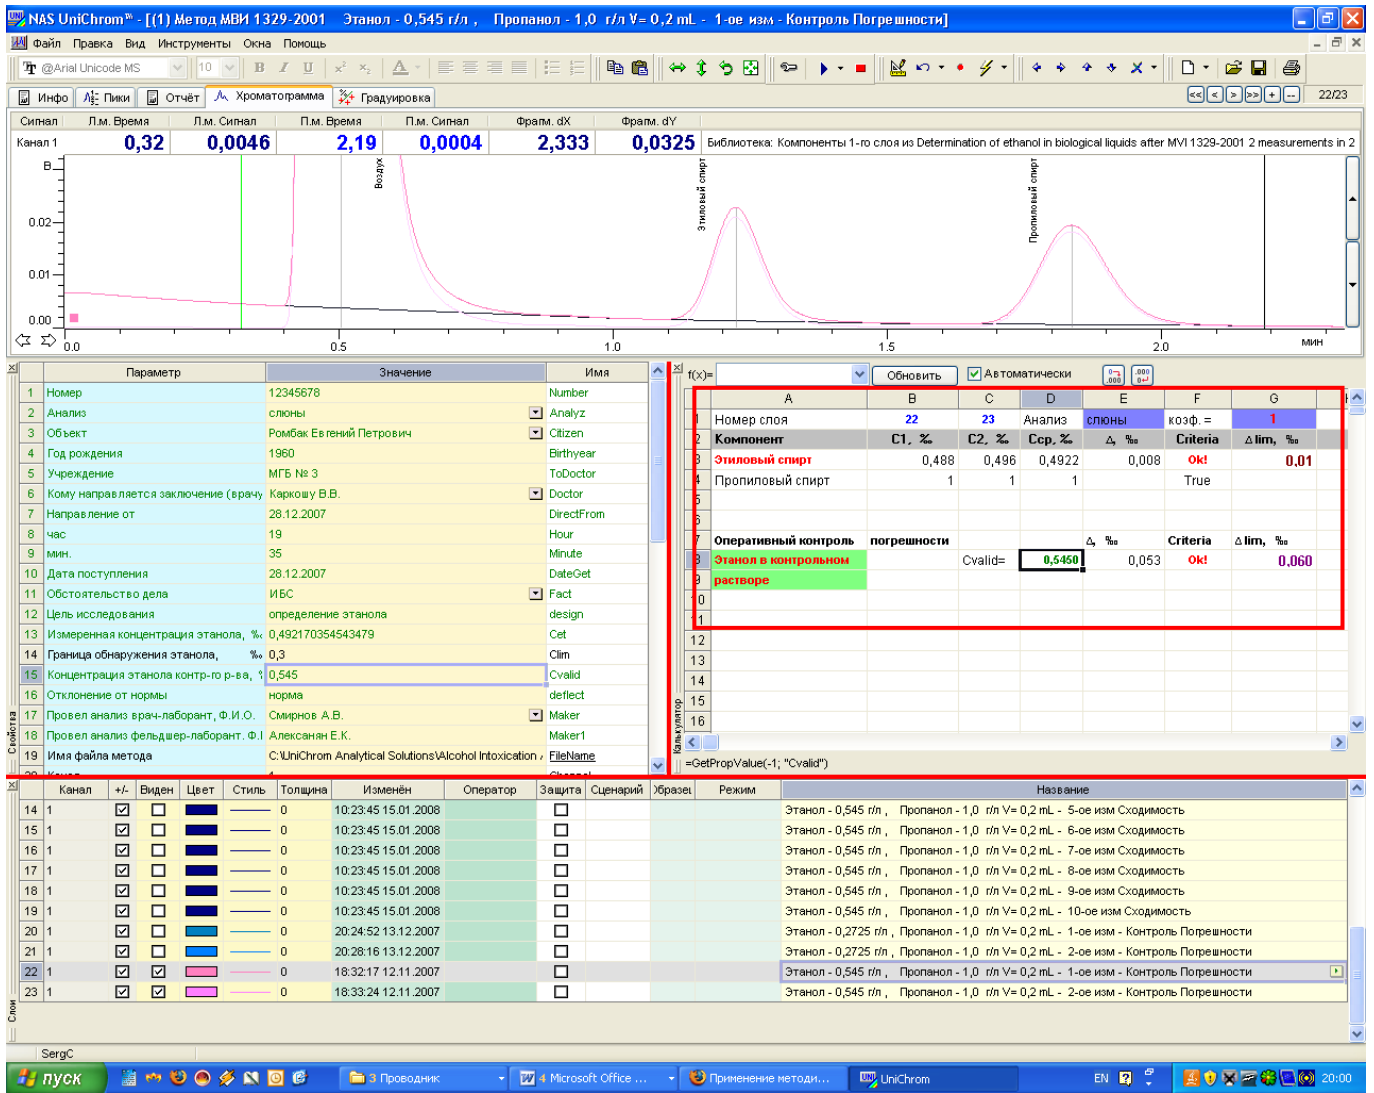 NAS UniChrom™ - [(1) Метод МВИ 1329-2001 Этанол - 0,545 г/л , Пропанол - 1,0 г/л V= 0,2 mL - 1-ое изм - Контроль Погрешности]
Файл Правка Вид Инструменты Окна Помощь
@Arial Unicode MS 10 B I U
Инфо Пики Отчёт Хроматограмма Градуировка 22/23
Сигнал Л.м. Время Л.м. Сигнал П.м. Время П.м. Сигнал Фрагм. dX Фрагм. dY
Канал 1 0,32 0,0046 2,19 0,0004 2,333 0,0325 Библиотека: Компоненты 1-го слоя из Determination of ethanol in biological liquids after MVI 1329-2001 2 measurements in 2
В
0.02
0.01
0.00
Воздух
Этиловый спирт
Пропиловый спирт
0.0 0.5 1.0 1.5 2.0 мин
Параметр Значение Имя
1 Номер 12345678 Number
2 Анализ слюны Analyz
3 Объект Ромбак Евгений Петрович Citizen
4 Год рождения 1960 Birthyear
5 Учреждение МГБ № 3 ToDoctor
6 Кому направляется заключение (врачу Каркошу В.В. Doctor
7 Направление от 28.12.2007 DirectFrom
8 час 19 Hour
9 мин. 35 Minute
10 Дата поступления 28.12.2007 DateGet
11 Обстоятельство дела ИБС Fact
12 Цель исследования определение этанола design
13 Измеренная концентрация этанола, ‰ 0,492170354543479 Cet
14 Граница обнаружения этанола, ‰ 0,3 Clim
15 Концентрация этанола контр-го р-ва, 0,545 Cvalid
16 Отклонение от нормы норма deflect
17 Провел анализ врач-лаборант, Ф.И.О. Смирнов А.В. Maker
18 Провел анализ фельдшер-лаборант. Ф.І Алексанян Е.К. Maker1
19 Имя файла метода C:\UniChrom Analytical Solutions\Alcohol Intoxication FileName
Свойства
f(x)= Обновить Автоматически
A B C D E F G
1 Номер слоя 22 23 Анализ слюны коэф. = 1
2 Компонент C1, ‰ C2, ‰ Cср, ‰ Δ, ‰ Criteria Δ lim, ‰
3 Этиловый спирт 0,488 0,496 0,4922 0,008 Ok! 0,01
4 Пропиловый спирт 1 1 1 True
5
6
7 Оперативный контроль погрешности Δ, ‰ Criteria Δ lim, ‰
8 Этанол в контрольном Cvalid= 0,5450 0,053 Ok! 0,060
9 растворе
10
11
12
13
14
15
16
Калькулятор
=GetPropValue(-1; "Cvalid")
Канал +/- Виден Цвет Стиль Толщина Изменён Оператор Защита Сценарий Образец Режим Название
14 1 0 10:23:45 15.01.2008 Этанол - 0,545 г/л , Пропанол - 1,0 г/л V= 0,2 mL - 5-ое изм Сходимость
15 1 0 10:23:45 15.01.2008 Этанол - 0,545 г/л , Пропанол - 1,0 г/л V= 0,2 mL - 6-ое изм Сходимость
16 1 0 10:23:45 15.01.2008 Этанол - 0,545 г/л , Пропанол - 1,0 г/л V= 0,2 mL - 7-ое изм Сходимость
17 1 0 10:23:45 15.01.2008 Этанол - 0,545 г/л , Пропанол - 1,0 г/л V= 0,2 mL - 8-ое изм Сходимость
18 1 0 10:23:45 15.01.2008 Этанол - 0,545 г/л , Пропанол - 1,0 г/л V= 0,2 mL - 9-ое изм Сходимость
19 1 0 10:23:45 15.01.2008 Этанол - 0,545 г/л , Пропанол - 1,0 г/л V= 0,2 mL - 10-ое изм Сходимость
20 1 0 20:24:52 13.12.2007 Этанол - 0,2725 г/л , Пропанол - 1,0 г/л V= 0,2 mL - 1-ое изм - Контроль Погрешности
21 1 0 20:28:16 13.12.2007 Этанол - 0,2725 г/л , Пропанол - 1,0 г/л V= 0,2 mL - 2-ое изм - Контроль Погрешности
22 1 0 18:32:17 12.11.2007 Этанол - 0,545 г/л , Пропанол - 1,0 г/л V= 0,2 mL - 1-ое изм - Контроль Погрешности
23 1 0 18:33:24 12.11.2007 Этанол - 0,545 г/л , Пропанол - 1,0 г/л V= 0,2 mL - 2-ое изм - Контроль Погрешности
Слои
SergC
пуск 3 Проводник 4 Microsoft Office ... Применение методи... UniChrom EN 20:00